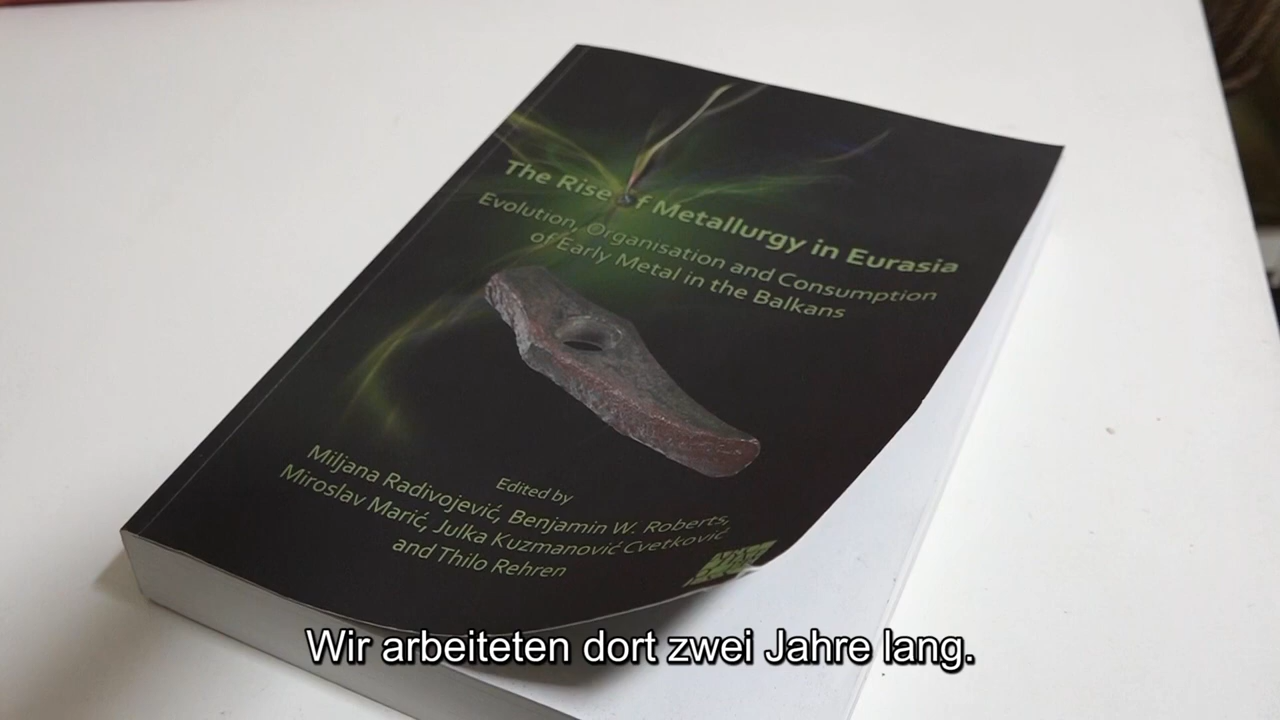 The Rise of Metallurgy in Eurasia
Evolution, Organisation and Consumption
of Early Metal in the Balkans
Edited by
Miljana Radivojević, Benjamin W. Roberts,
Miroslav Marić, Julka Kuzmanović Cvetković
and Thilo Rehren
Wir arbeiteten dort zwei Jahre lang.